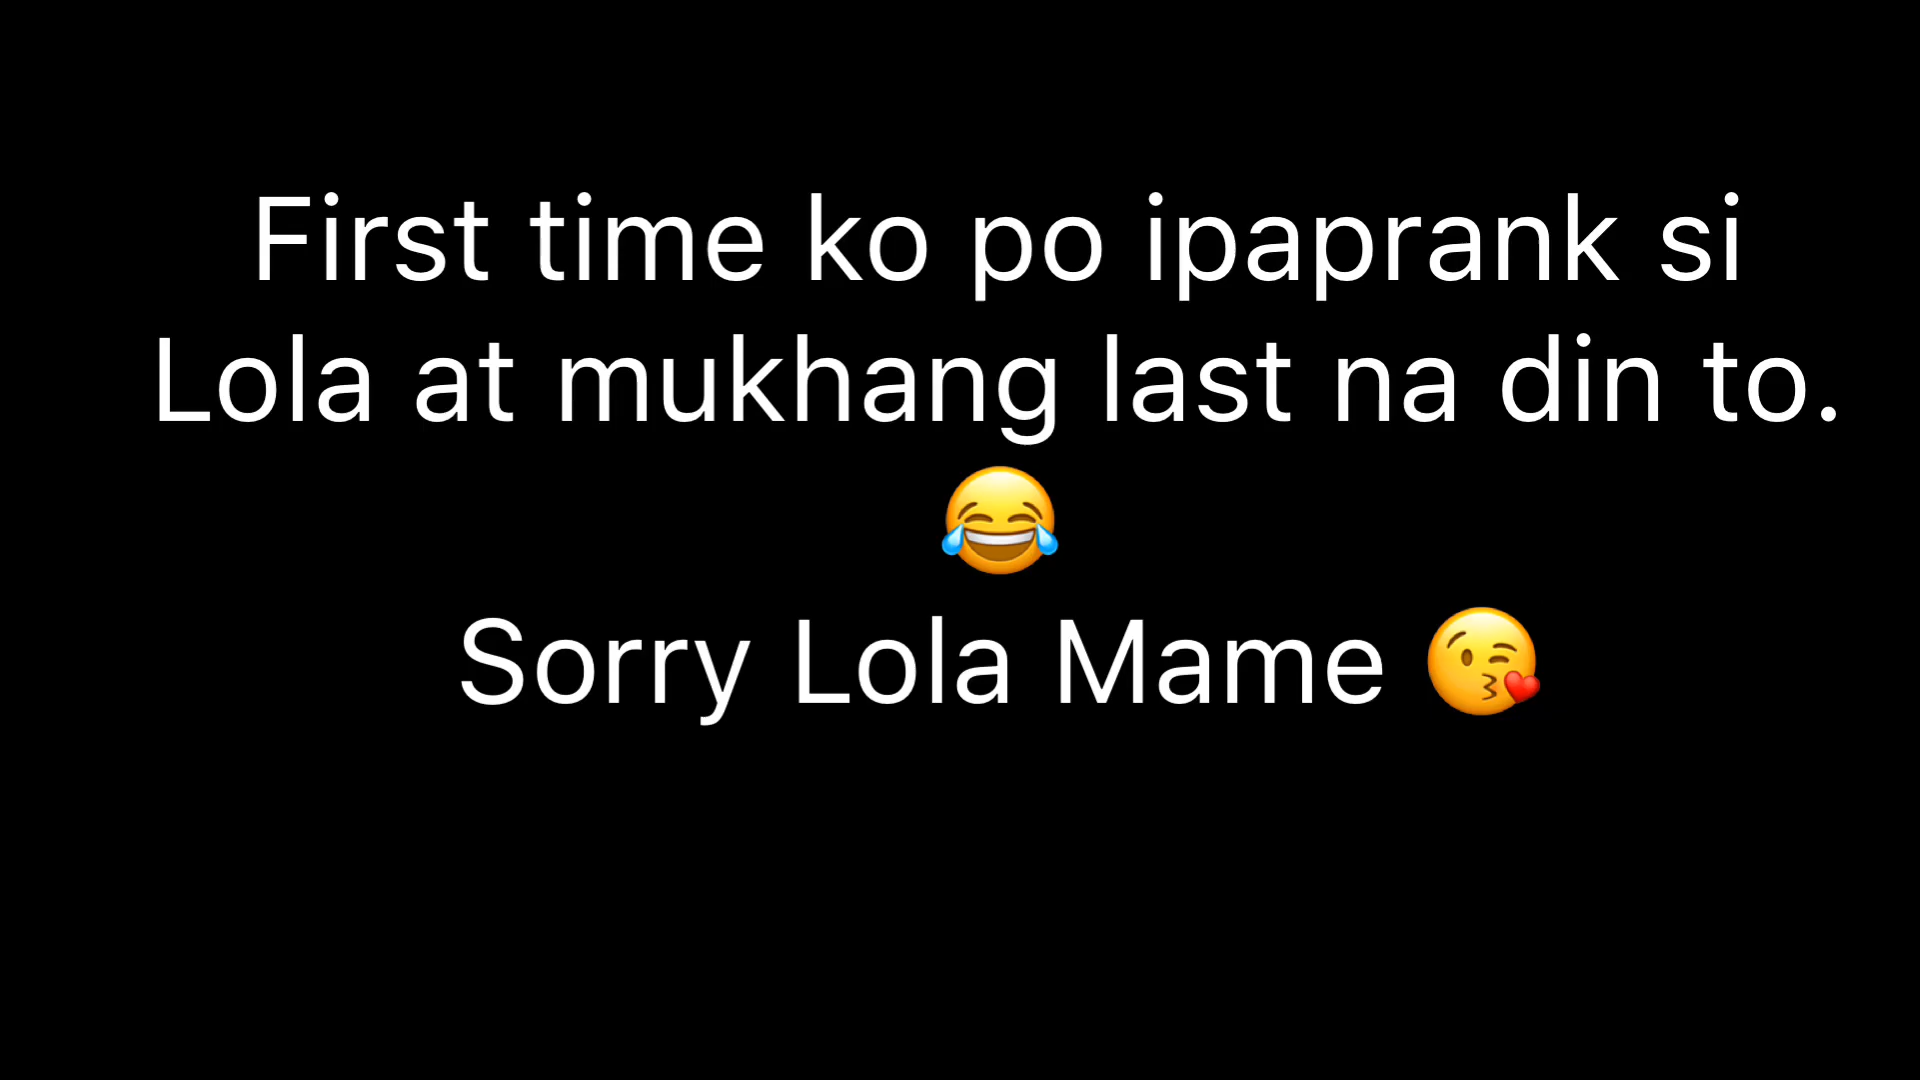 First time ko po ipaprank si
Lola at mukhang last na din to.
😂
Sorry Lola Mame 😘